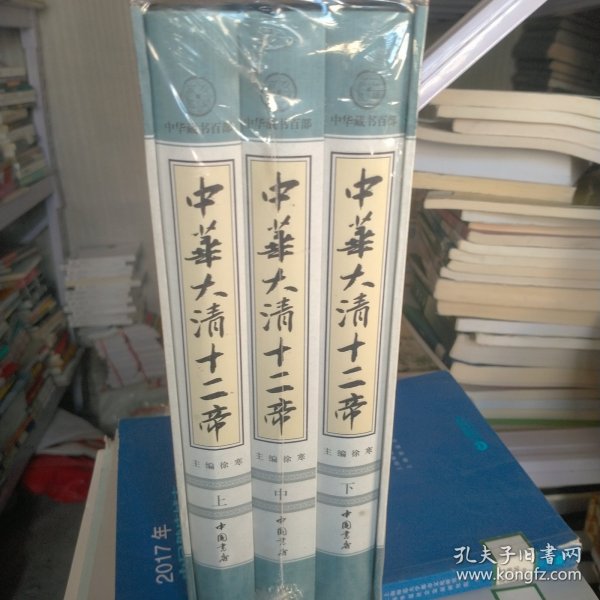 中华藏书百部
中華大清十二帝
主编徐寒
上
中国书店
中华藏书百部
中華大清十二帝
主编徐寒
中
中国书店
中华藏书百部
中華大清十二帝
主编徐寒
下
中国书店
2017年
孔夫子旧书网
www.kongfz.com